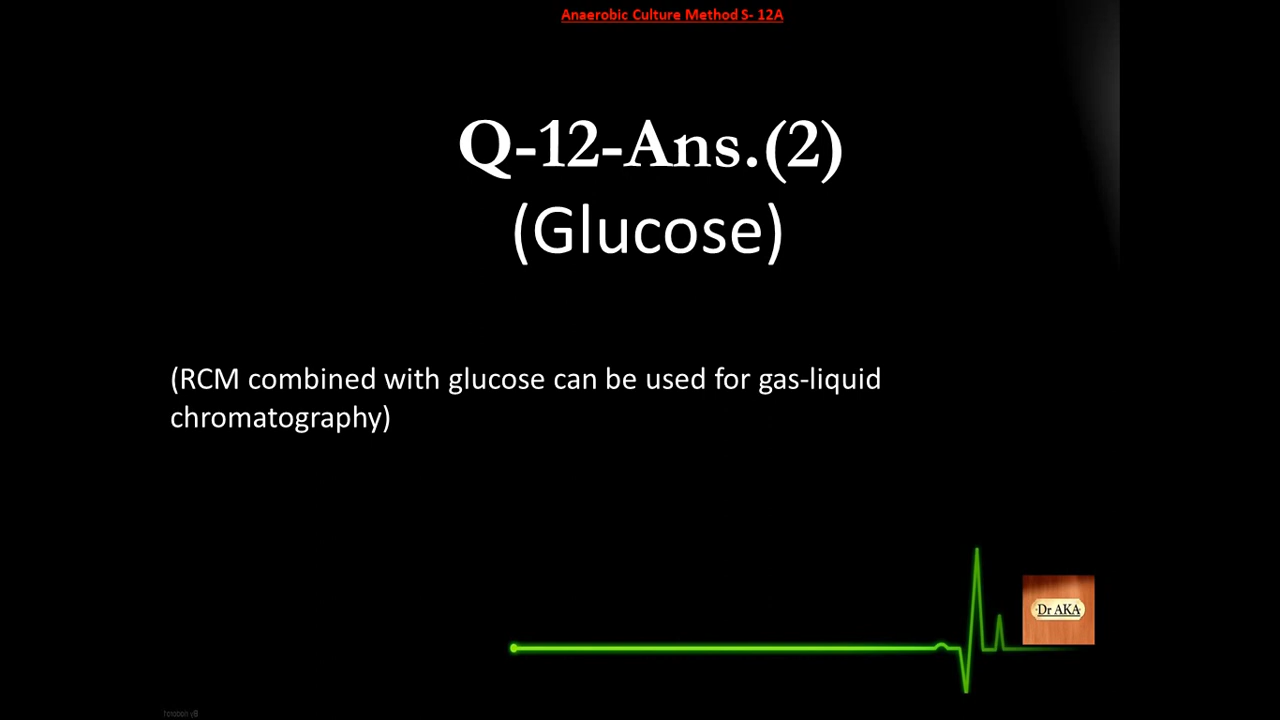 Anaerobic Culture Method S- 12A
Q-12-Ans.(2)
(Glucose)
(RCM combined with glucose can be used for gas-liquid
chromatography)
Dr AKA